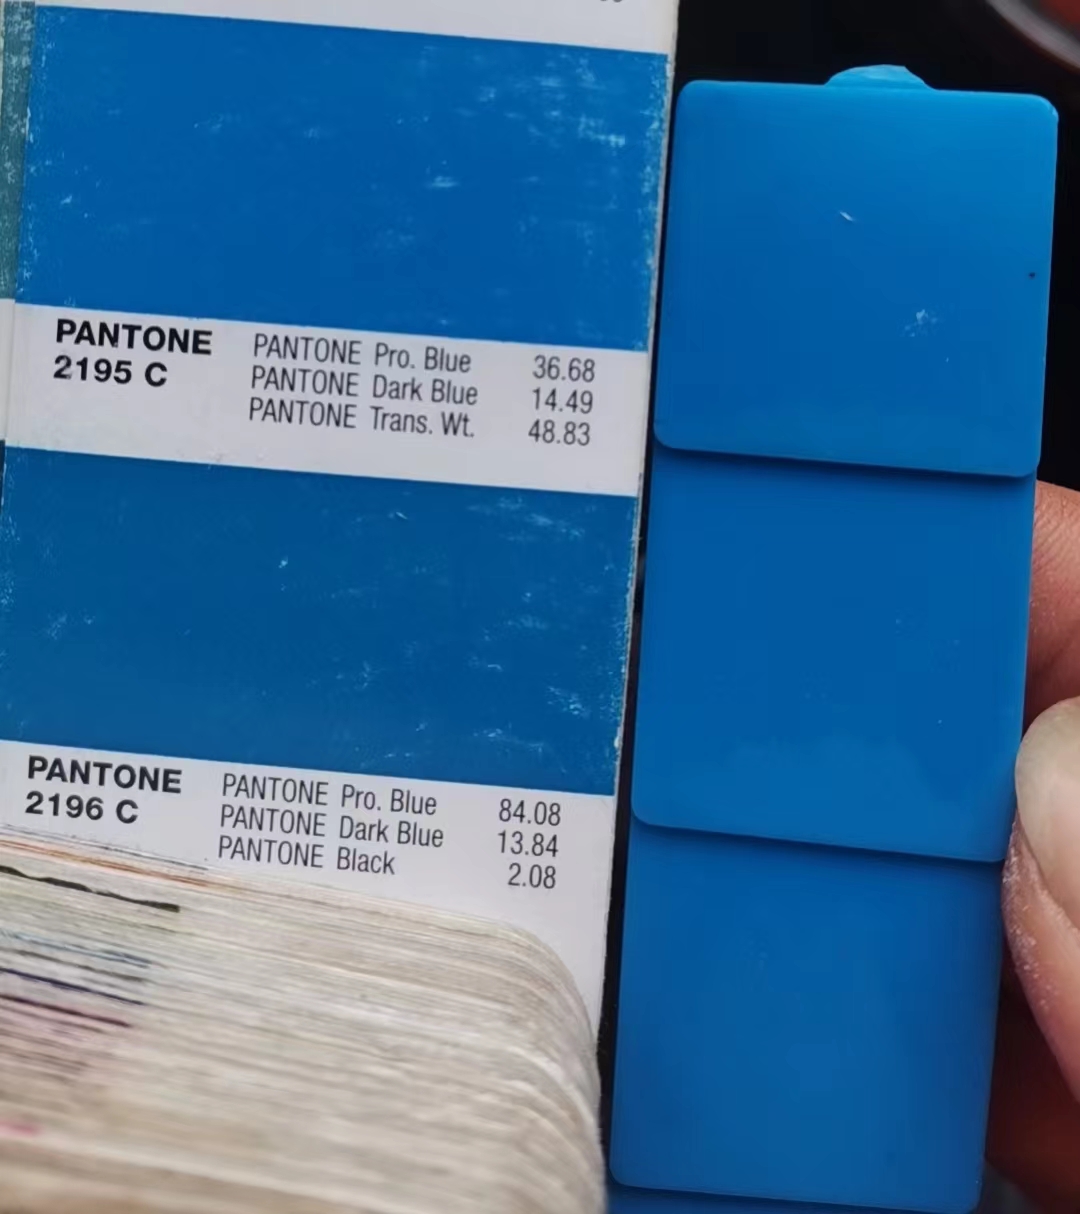 PANTONE
2195 C
PANTONE Pro. Blue 36.68
PANTONE Dark Blue 14.49
PANTONE Trans. Wt. 48.83
PANTONE
2196 C
PANTONE Pro. Blue 84.08
PANTONE Dark Blue 13.84
PANTONE Black 2.08